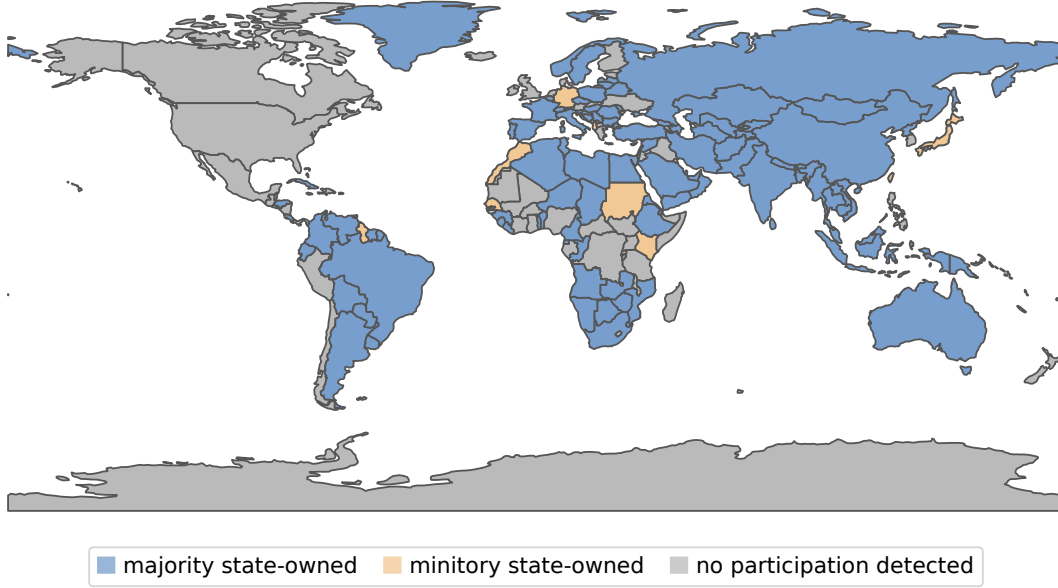 majority state-owned
minitory state-owned
no participation detected